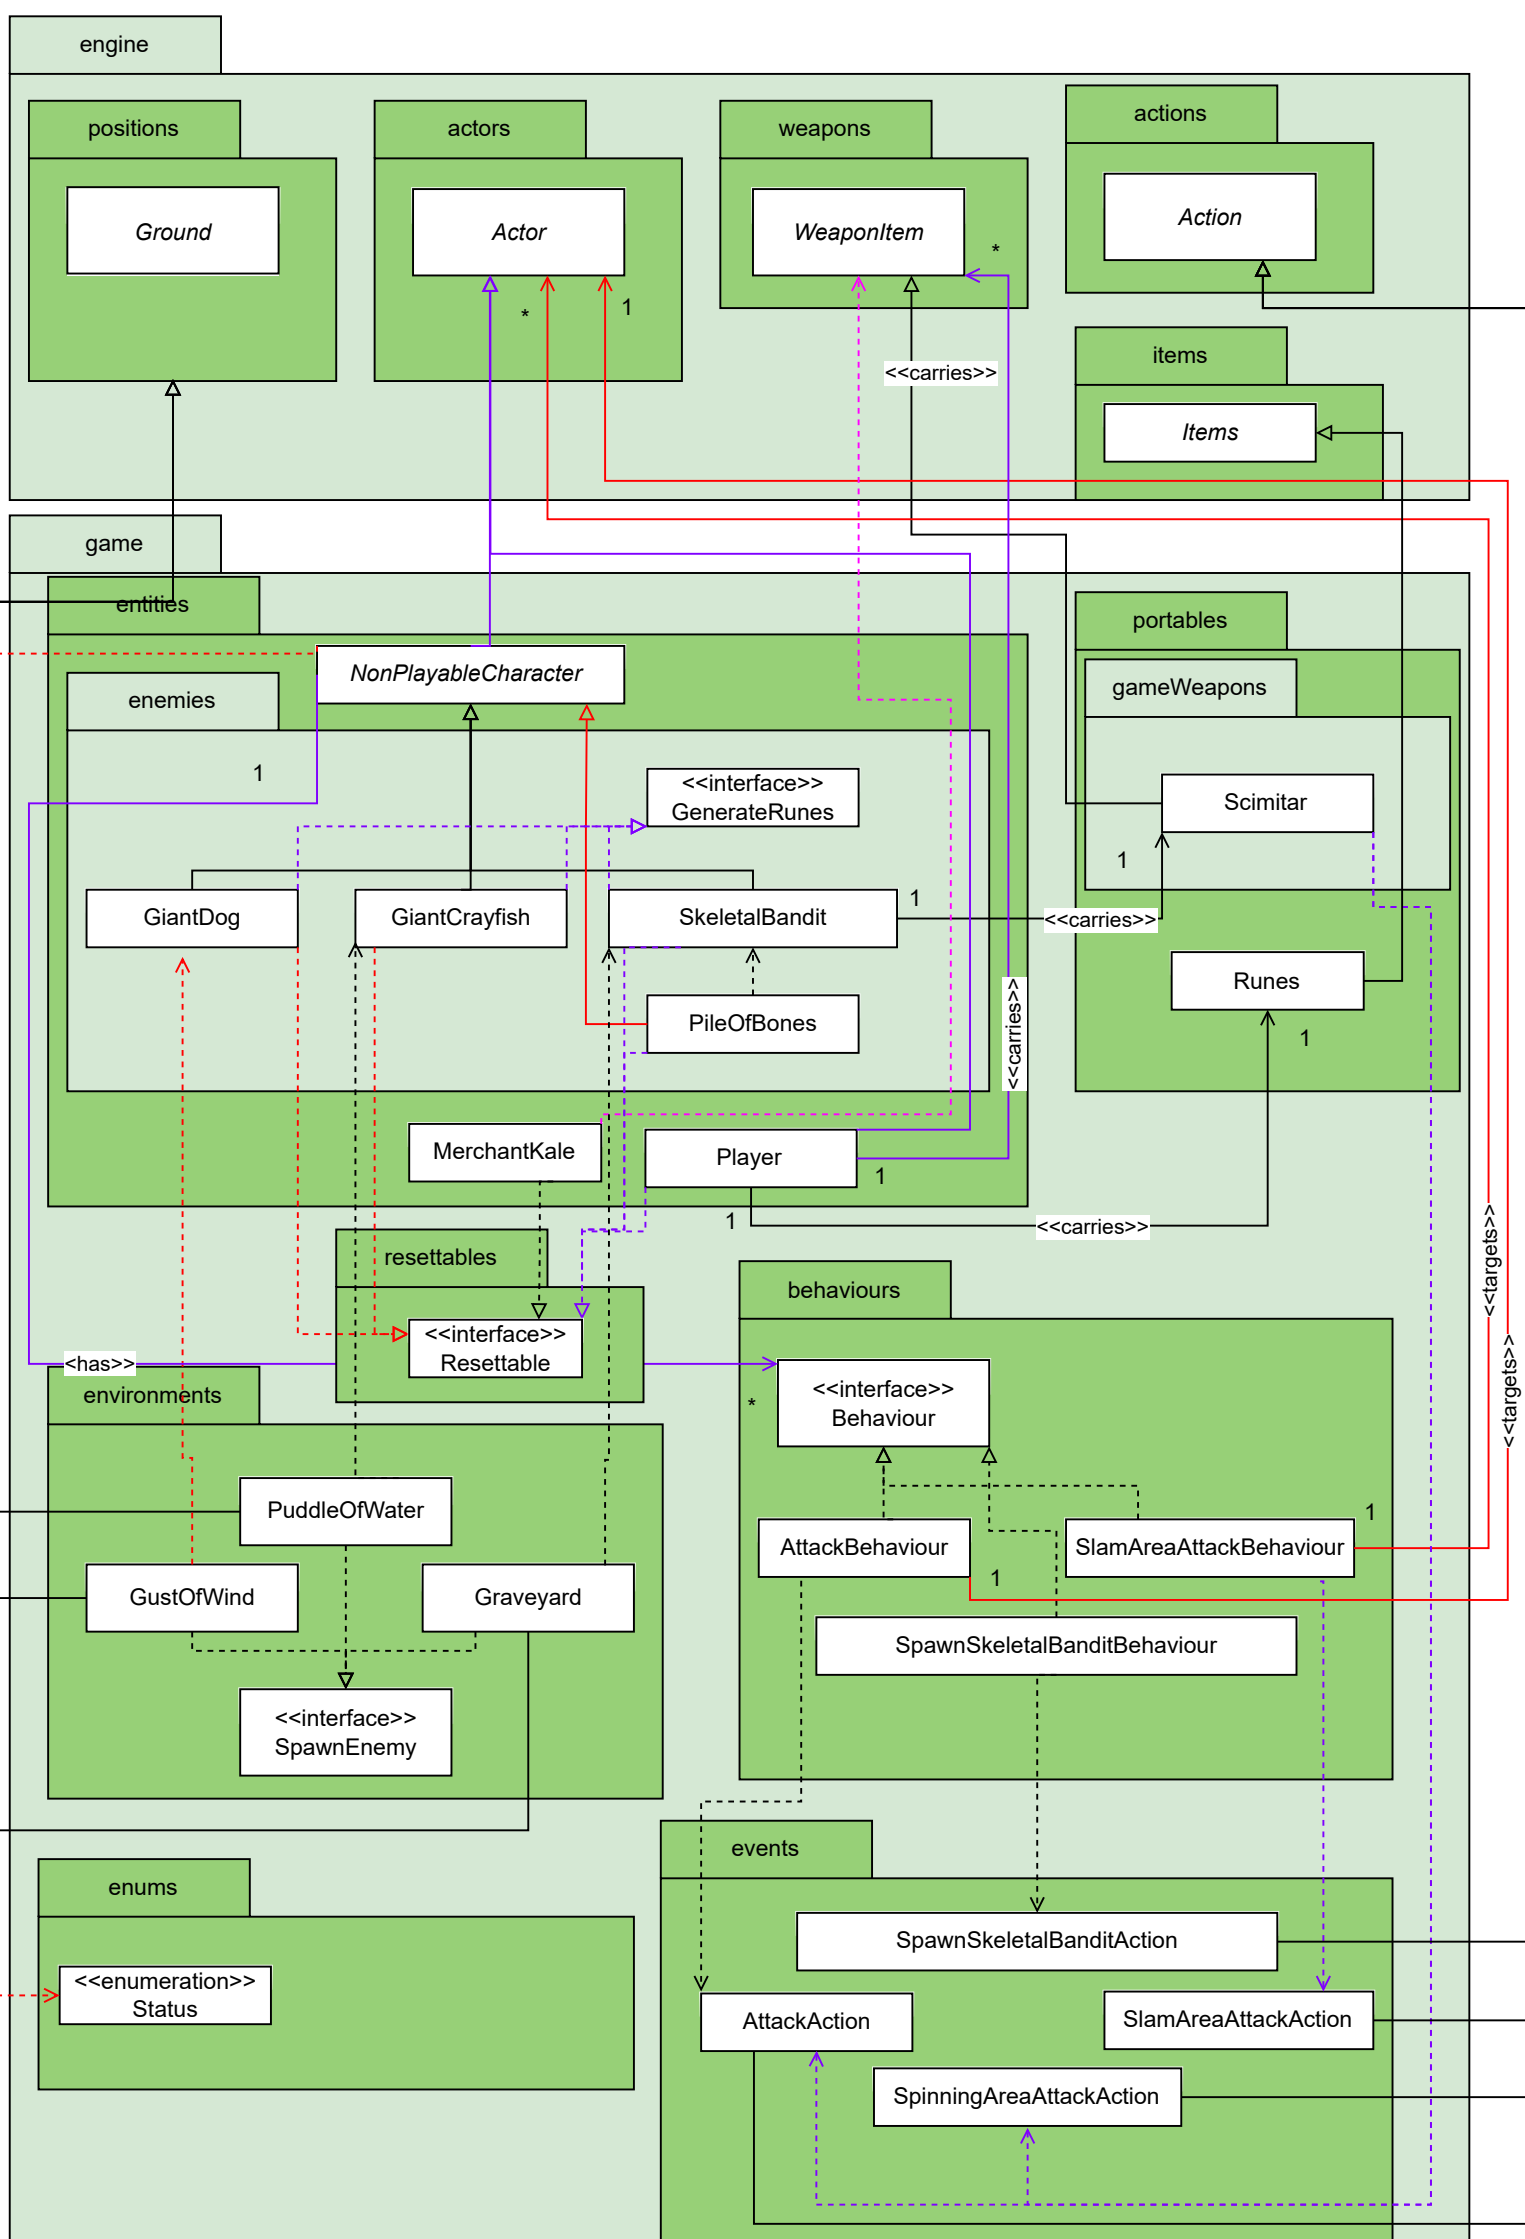 engine
positions
actors
weapons
actions
Ground
Actor
WeaponItem
Action
*
*
1
items
<<carries>>
Items
game
entities
portables
NonPlayableCharacter
enemies
gameWeapons
1
<<interface>>
GenerateRunes
Scimitar
1
GiantDog
GiantCrayfish
SkeletalBandit
1
<<carries>>
Runes
PileOfBones
1
<<carries>>
MerchantKale
Player
1
1
<<carries>>
resettables
<<targets>>
behaviours
<<interface>>
Resettable
<has>>
<<targets>>
environments
<<interface>>
Behaviour
*
PuddleOfWater
1
AttackBehaviour
SlamAreaAttackBehaviour
1
GustOfWind
Graveyard
SpawnSkeletalBanditBehaviour
<<interface>>
SpawnEnemy
events
enums
SpawnSkeletalBanditAction
<<enumeration>>
Status
AttackAction
SlamAreaAttackAction
SpinningAreaAttackAction